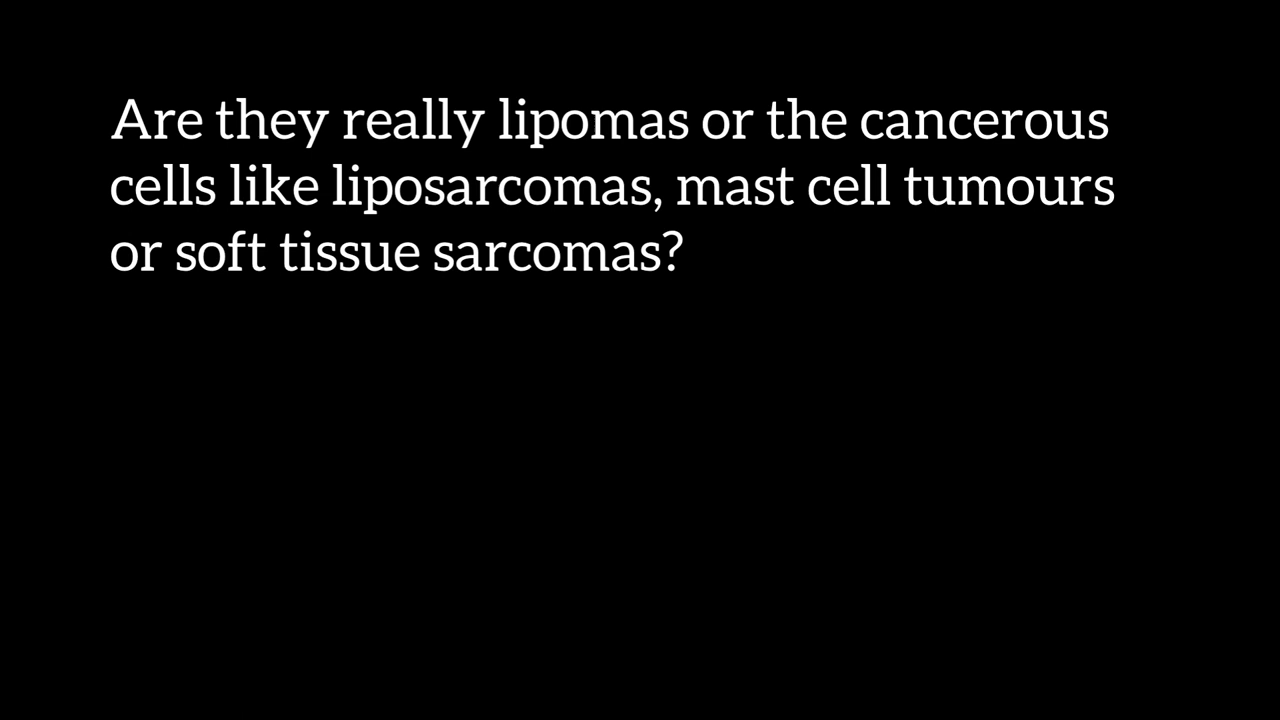 Are they really lipomas or the cancerous
cells like liposarcomas, mast cell tumours
or soft tissue sarcomas?